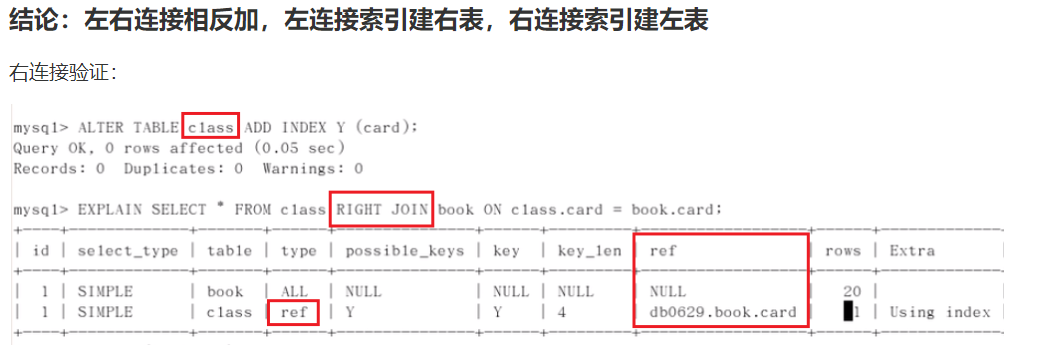 结论：左右连接相反加，左连接索引建右表，右连接索引建左表
右连接验证：
mysql> ALTER TABLE class ADD INDEX Y (card);
Query OK, 0 rows affected (0.05 sec)
Records: 0  Duplicates: 0  Warnings: 0
mysql> EXPLAIN SELECT * FROM class RIGHT JOIN book ON class.card = book.card;
| id | select_type | table | type | possible_keys | key | key_len | ref | rows | Extra
| 1 | SIMPLE | book | ALL | NULL | NULL | NULL | NULL | 20 |
| 1 | SIMPLE | class | ref | Y | Y | 4 | db0629.book.card | 1 | Using index